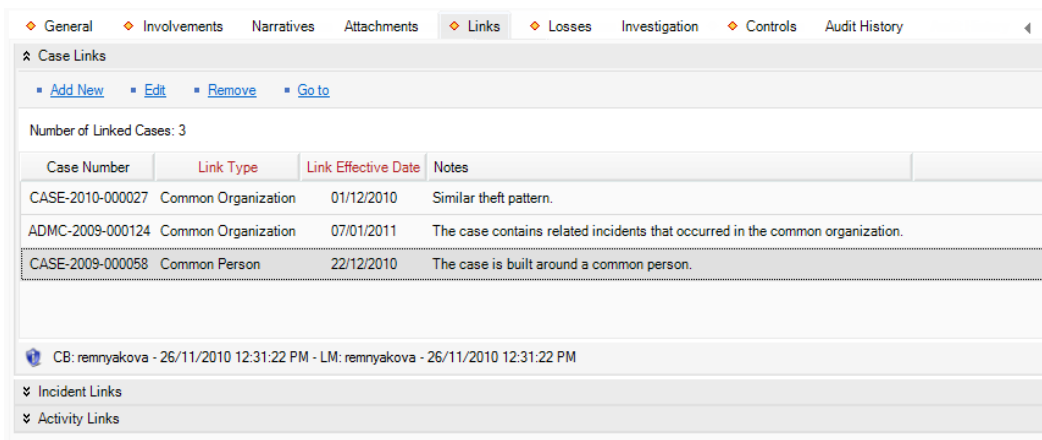 General Involvements Narratives Attachments Links Losses Investigation Controls Audit History
Case Links
Add New Edit Remove Go to
Number of Linked Cases: 3
Case Number Link Type Link Effective Date Notes
CASE-2010-000027 Common Organization 01/12/2010 Similar theft pattern.
ADMC-2009-000124 Common Organization 07/01/2011 The case contains related incidents that occurred in the common organization.
CASE-2009-000058 Common Person 22/12/2010 The case is built around a common person.
CB: remnyakova - 26/11/2010 12:31:22 PM - LM: remnyakova - 26/11/2010 12:31:22 PM
Incident Links
Activity Links